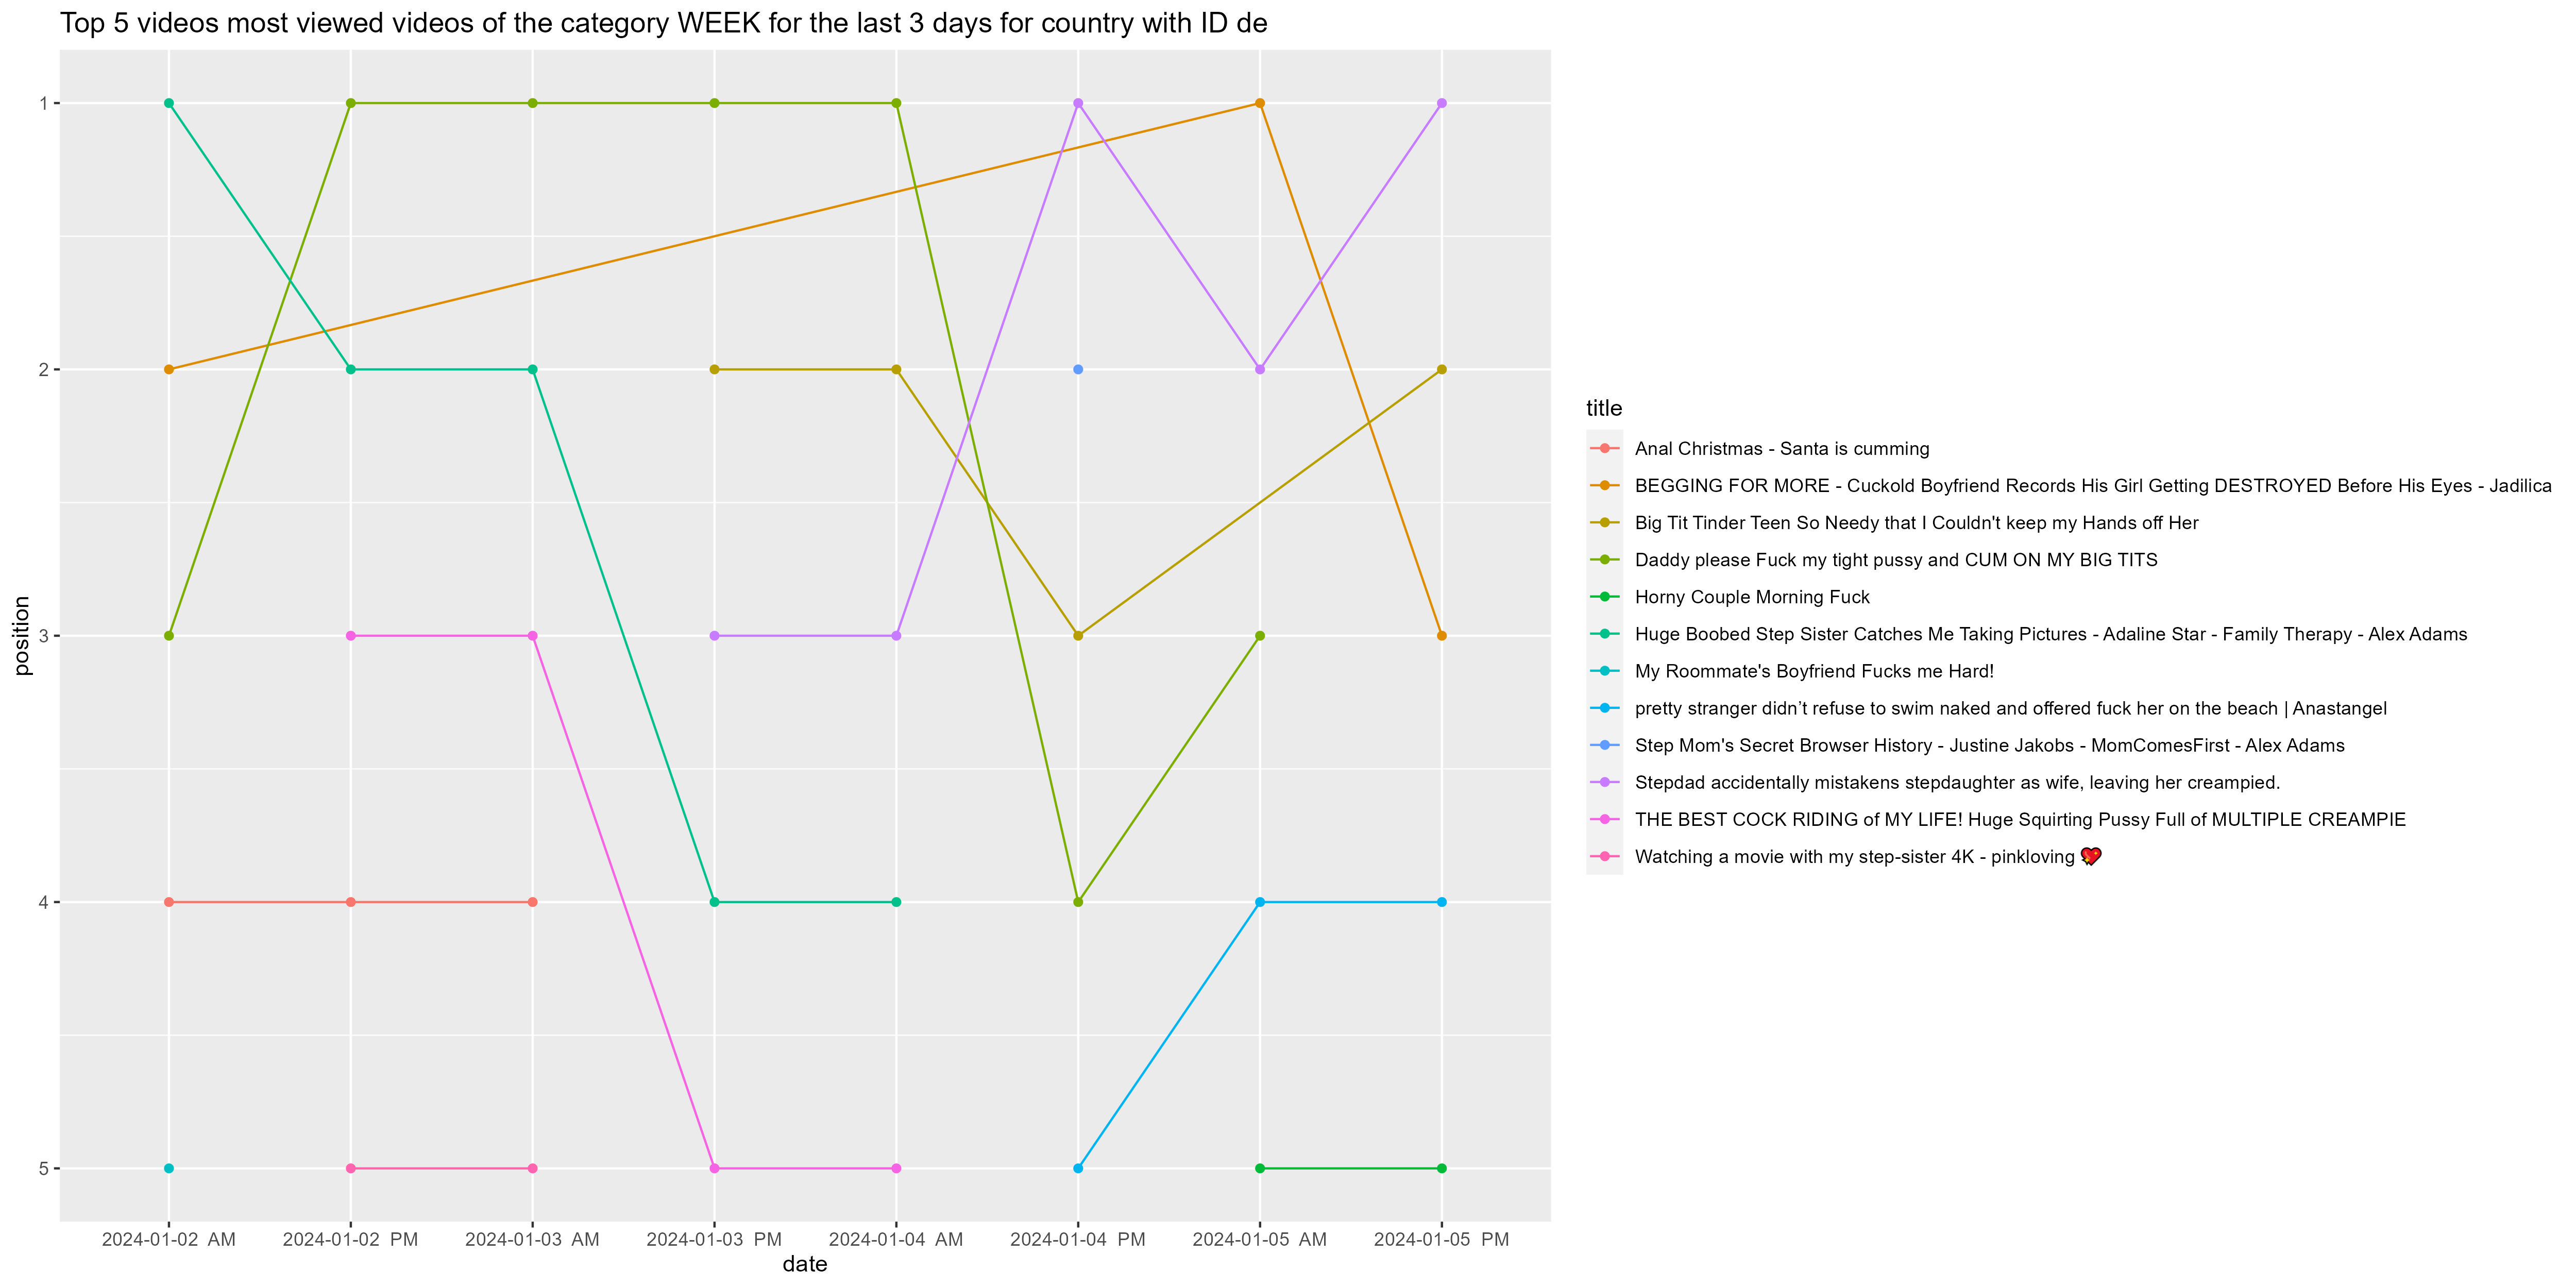 Top 5 videos most viewed videos of the category WEEK for the last 3 days for country with ID de
position
1
2
3
4
5
2024-01-02 AM
2024-01-02 PM
2024-01-03 AM
2024-01-03 PM
2024-01-04 AM
2024-01-04 PM
2024-01-05 AM
2024-01-05 PM
date
title
Anal Christmas - Santa is cumming
BEGGING FOR MORE - Cuckold Boyfriend Records His Girl Getting DESTROYED Before His Eyes - Jadilica
Big Tit Tinder Teen So Needy that I Couldn't keep my Hands off Her
Daddy please Fuck my tight pussy and CUM ON MY BIG TITS
Horny Couple Morning Fuck
Huge Boobed Step Sister Catches Me Taking Pictures - Adaline Star - Family Therapy - Alex Adams
My Roommate's Boyfriend Fucks me Hard!
pretty stranger didn’t refuse to swim naked and offered fuck her on the beach | Anastangel
Step Mom's Secret Browser History - Justine Jakobs - MomComesFirst - Alex Adams
Stepdad accidentally mistakens stepdaughter as wife, leaving her creampied.
THE BEST COCK RIDING of MY LIFE! Huge Squirting Pussy Full of MULTIPLE CREAMPIE
Watching a movie with my step-sister 4K - pinkloving 💖